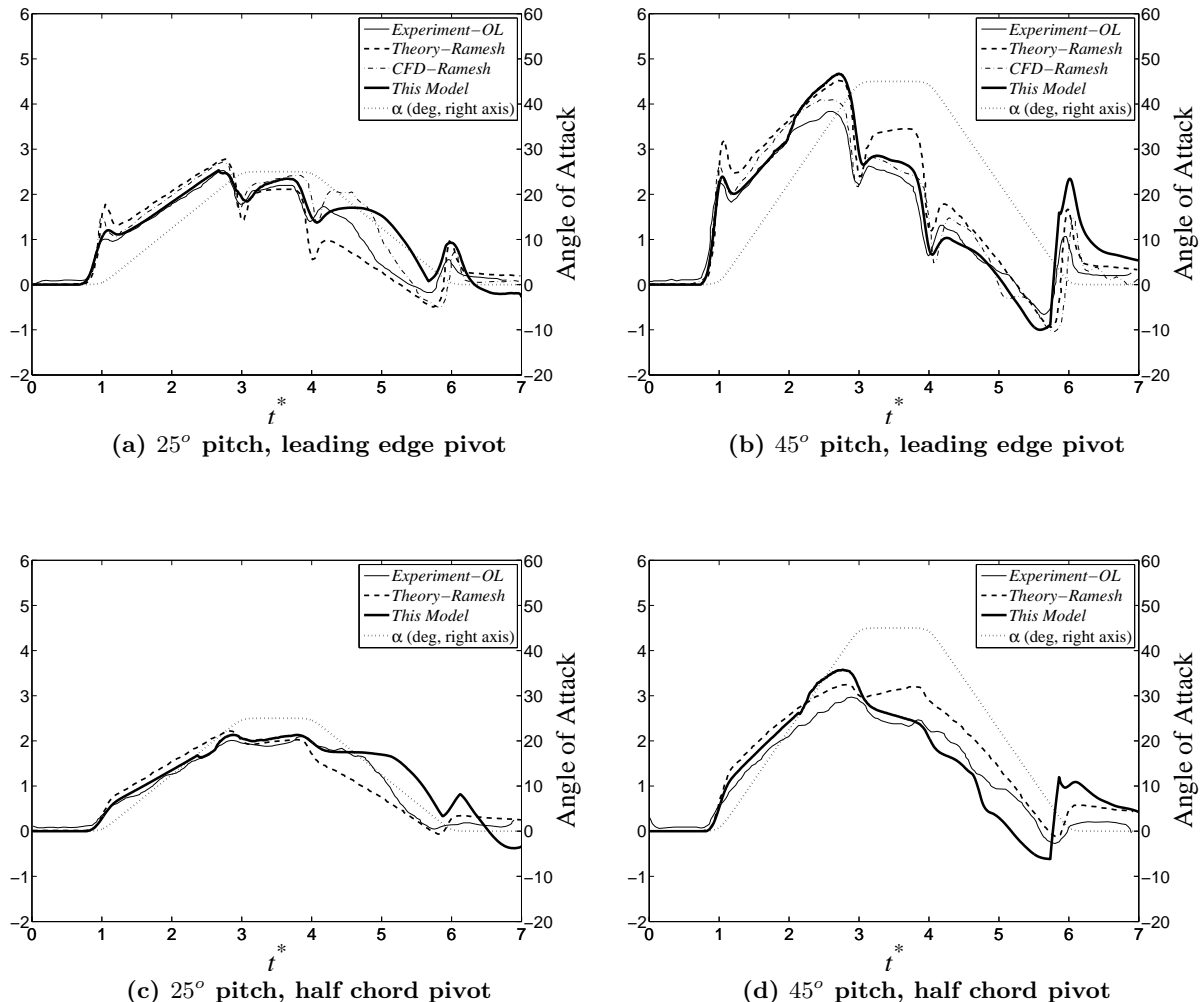 6
5
4
3
2
1
0
−1
−2
60
50
40
30
20
10
0
−10
−20
0 1 2 3 4 5 6 7
Experiment−OL
Theory−Ramesh
CFD−Ramesh
This Model
α (deg, right axis)
Angle of Attack
t*
(a) 25° pitch, leading edge pivot
6
5
4
3
2
1
0
−1
−2
60
50
40
30
20
10
0
−10
−20
0 1 2 3 4 5 6 7
Experiment−OL
Theory−Ramesh
CFD−Ramesh
This Model
α (deg, right axis)
Angle of Attack
t*
(b) 45° pitch, leading edge pivot
6
5
4
3
2
1
0
−1
−2
60
50
40
30
20
10
0
−10
−20
0 1 2 3 4 5 6 7
Experiment−OL
Theory−Ramesh
This Model
α (deg, right axis)
Angle of Attack
t*
(c) 25° pitch, half chord pivot
6
5
4
3
2
1
0
−1
−2
60
50
40
30
20
10
0
−10
−20
0 1 2 3 4 5 6 7
Experiment−OL
Theory−Ramesh
This Model
α (deg, right axis)
Angle of Attack
t*
(d) 45° pitch, half chord pivot